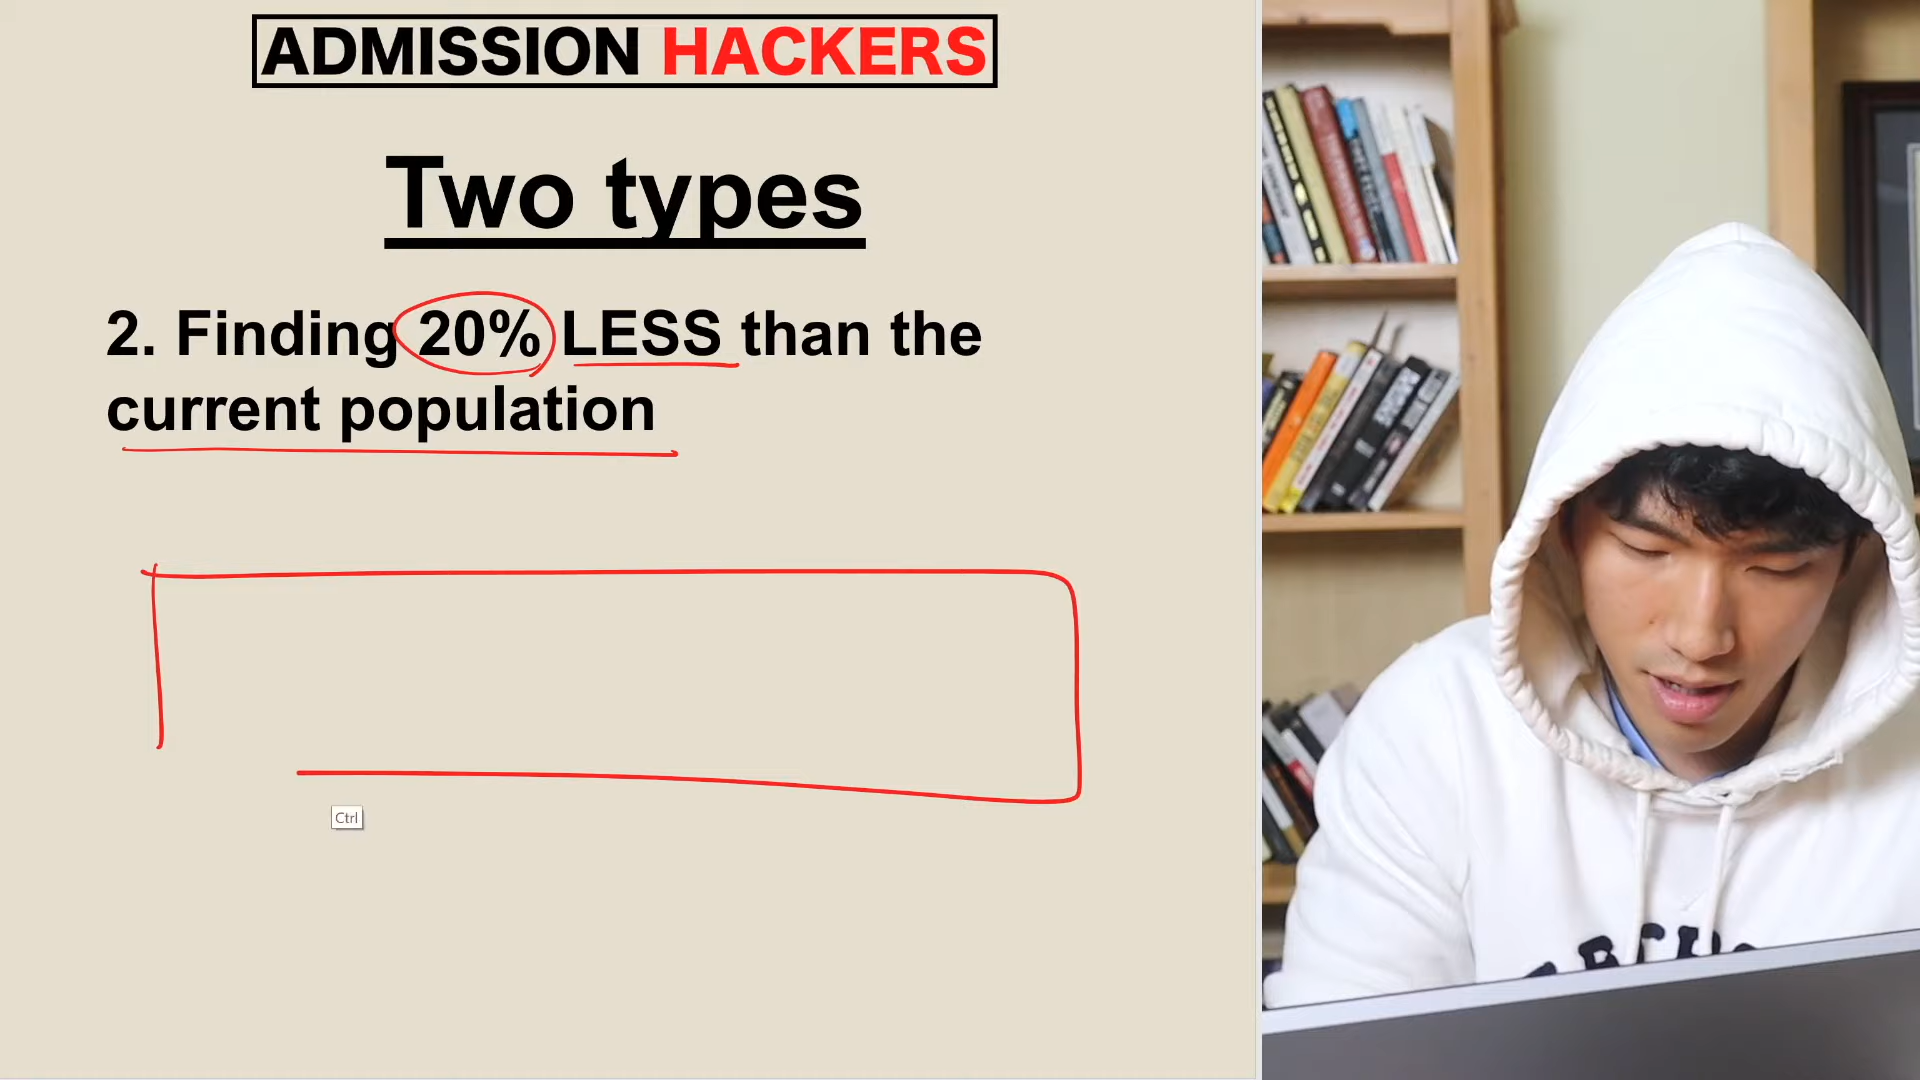 ADMISSION HACKERS
Two types
2. Finding 20% LESS than the
current population
Ctrl